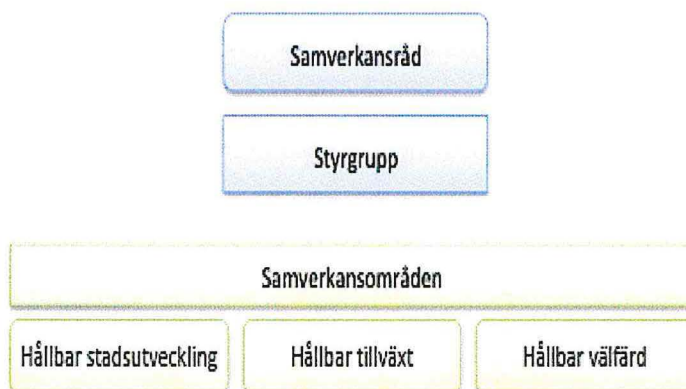 Samverkansråd
Styrgrupp
Samverkansområden
Hållbar stadsutveckling
Hållbar tillväxt
Hållbar välfärd